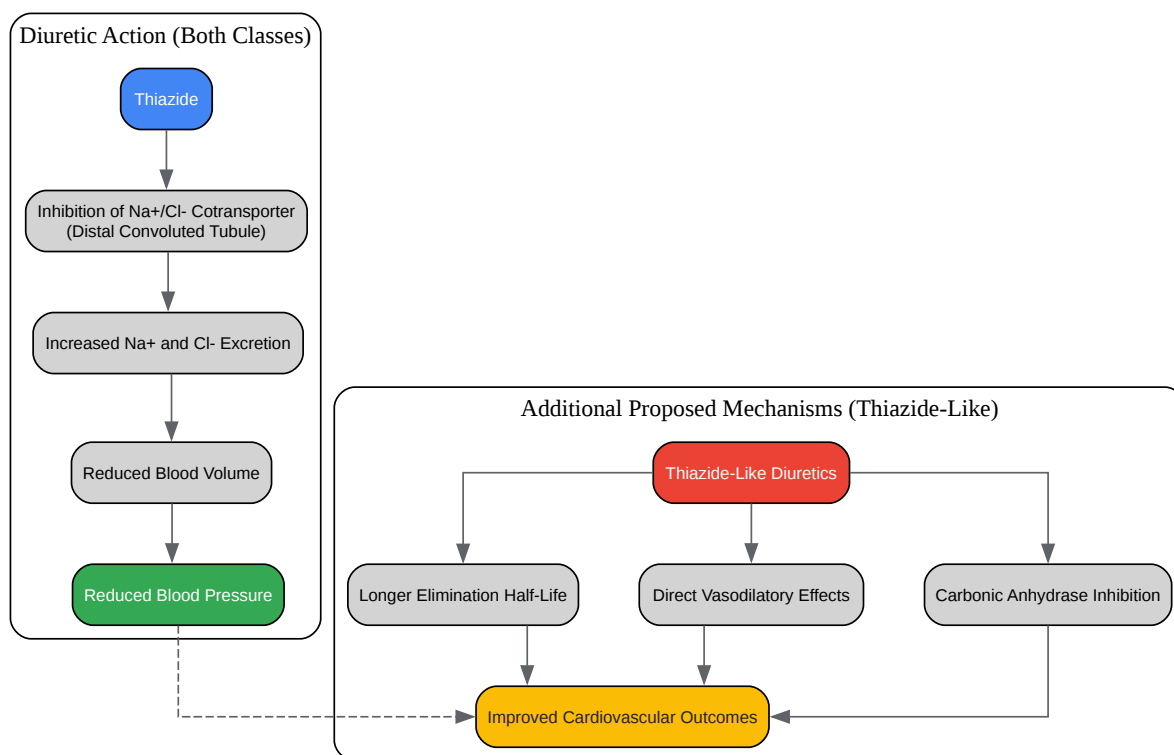 Diuretic Action (Both Classes)
Thiazide
Inhibition of Na+/Cl- Cotransporter
(Distal Convoluted Tubule)
Increased Na+ and Cl- Excretion
Reduced Blood Volume
Reduced Blood Pressure
Additional Proposed Mechanisms (Thiazide-Like)
Thiazide-Like Diuretics
Longer Elimination Half-Life
Direct Vasodilatory Effects
Carbonic Anhydrase Inhibition
Improved Cardiovascular Outcomes